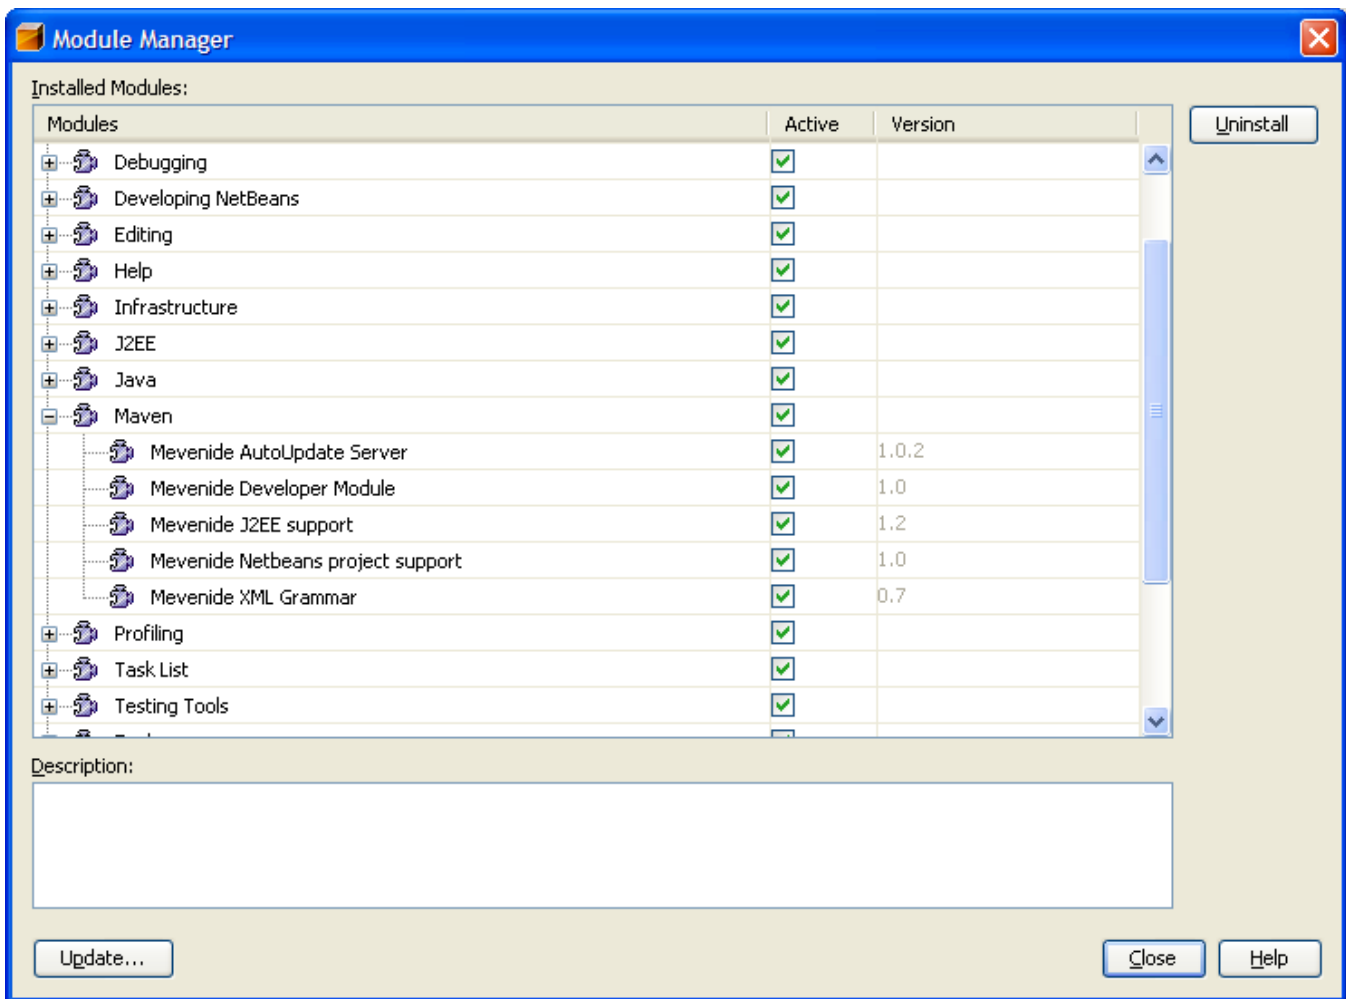 Module Manager
Installed Modules:
Modules Active Version
Uninstall
Debugging
Developing NetBeans
Editing
Help
Infrastructure
J2EE
Java
Maven
Mevenide AutoUpdate Server 1.0.2
Mevenide Developer Module 1.0
Mevenide J2EE support 1.2
Mevenide Netbeans project support 1.0
Mevenide XML Grammar 0.7
Profiling
Task List
Testing Tools
Description:
Update... Close Help